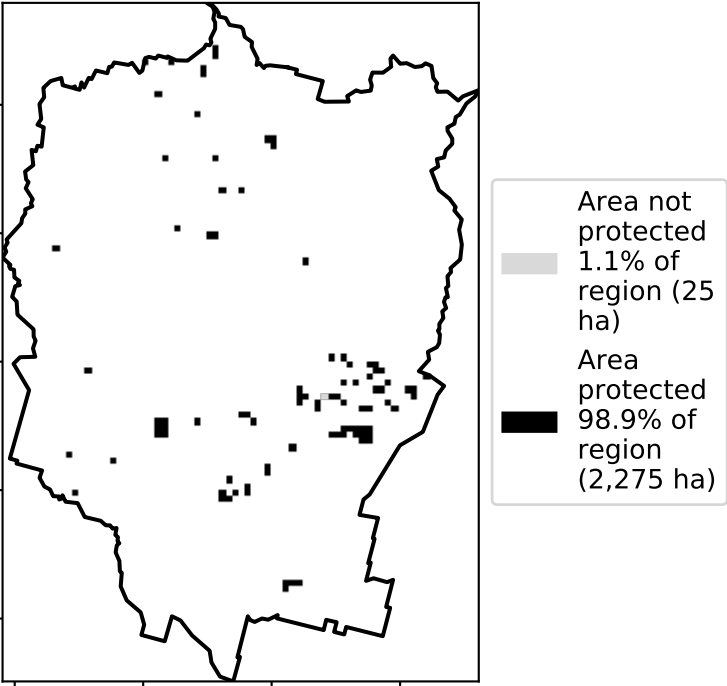 Area not
protected
1.1% of
region (25
ha)
Area
protected
98.9% of
region
(2,275 ha)